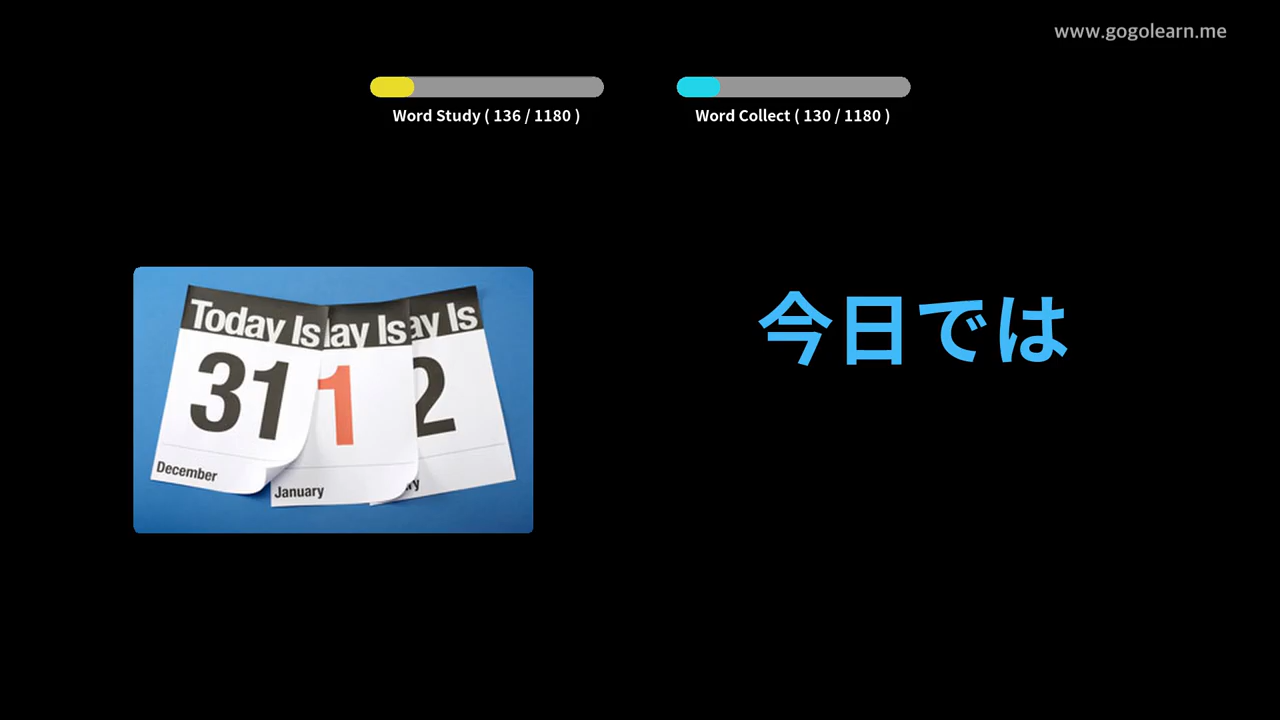 www.gogolearn.me
Word Study ( 136 / 1180 )
Word Collect ( 130 / 1180 )
Today Is
ay Is
ay Is
31
1
2
December
January
ry
今日では